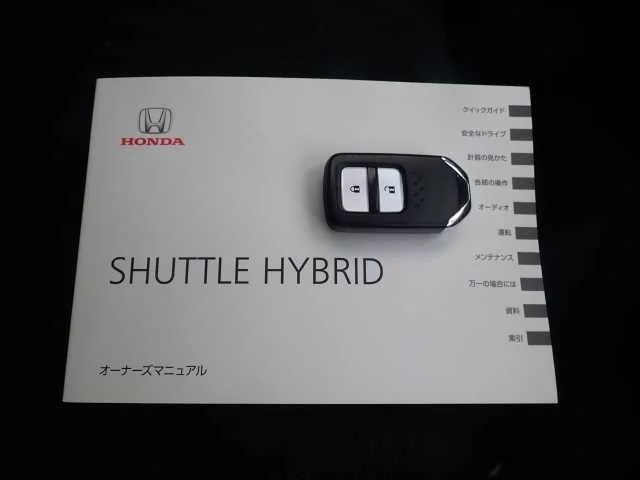 HONDA
クイックガイド
安全なドライブ
計器の見かた
各部の操作
オーディオ
運転
メンテナンス
万一の場合には
資料
索引
SHUTTLE HYBRID
オーナーズマニュアル